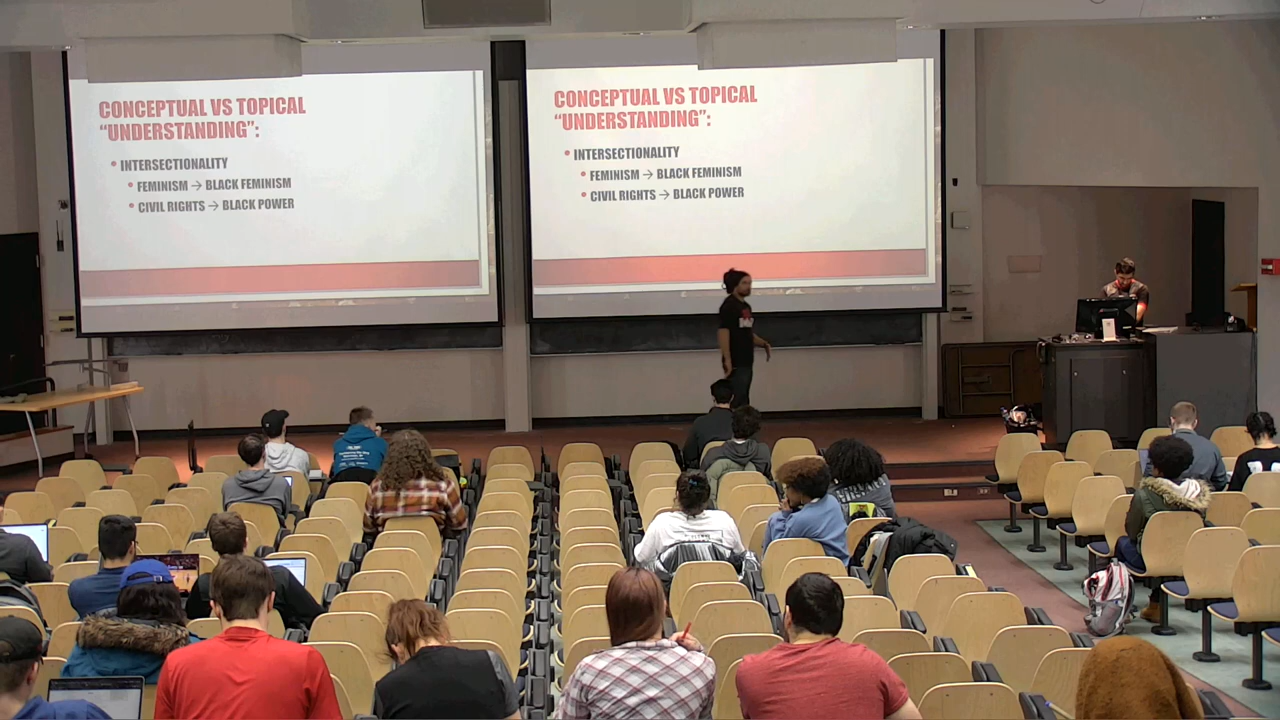 CONCEPTUAL VS TOPICAL
“UNDERSTANDING”:
• INTERSECTIONALITY
• FEMINISM → BLACK FEMINISM
• CIVIL RIGHTS → BLACK POWER
CONCEPTUAL VS TOPICAL
“UNDERSTANDING”:
• INTERSECTIONALITY
• FEMINISM → BLACK FEMINISM
• CIVIL RIGHTS → BLACK POWER